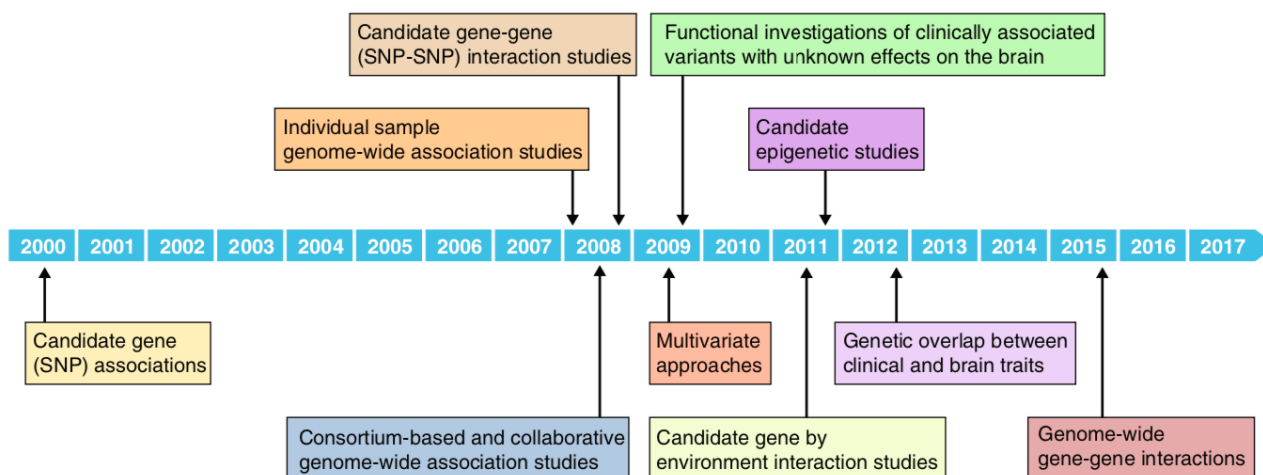 Candidate gene-gene
(SNP-SNP) interaction studies
Functional investigations of clinically associated
variants with unknown effects on the brain
Individual sample
genome-wide association studies
Candidate
epigenetic studies
2000 2001 2002 2003 2004 2005 2006 2007 2008 2009 2010 2011 2012 2013 2014 2015 2016 2017
Candidate gene
(SNP) associations
Multivariate
approaches
Genetic overlap between
clinical and brain traits
Consortium-based and collaborative
genome-wide association studies
Candidate gene by
environment interaction studies
Genome-wide
gene-gene interactions